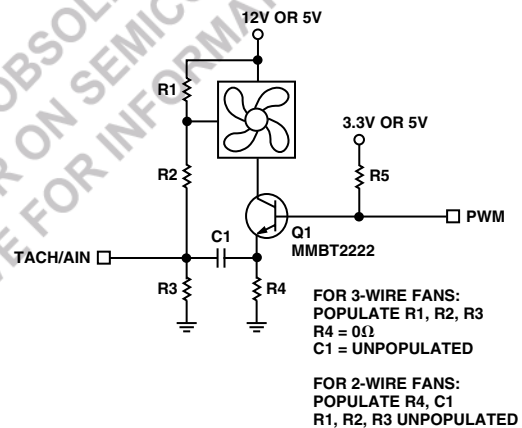 12V OR 5V
R1
3.3V OR 5V
R2
R5
PWM
Q1
MMBT2222
C1
TACH/AIN
R3
R4
FOR 3-WIRE FANS:
POPULATE R1, R2, R3
R4 = 0Ω
C1 = UNPOPULATED
FOR 2-WIRE FANS:
POPULATE R4, C1
R1, R2, R3 UNPOPULATED